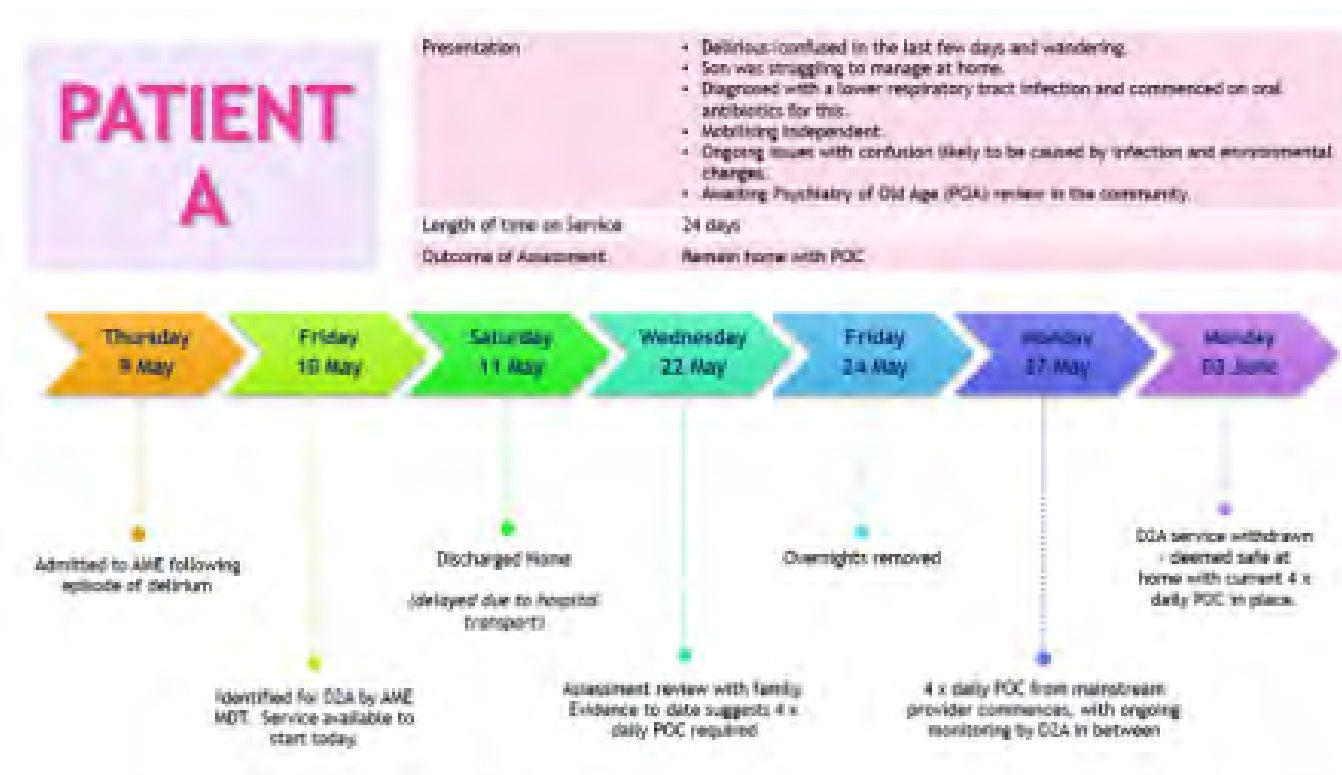 PATIENT
A
Presentation
• Delirious/confused in the last few days and wandering.
• Son was struggling to manage at home.
• Diagnosed with a lower respiratory tract infection and commenced on oral
antibiotics for this.
• Mobilising independent.
• Ongoing issues with confusion likely to be caused by infection and environmental
changes.
• Awaiting Psychiatry of Old Age (POA) review in the community.
Length of time on Service
24 days
Outcome of Assessment
Remain home with POC
Thursday
9 May
Friday
10 May
Saturday
11 May
Wednesday
22 May
Friday
24 May
Monday
27 May
Monday
03 June
Admitted to AME following
episode of delirium
Identified for D2A by AME
MDT. Service available to
start today.
Discharged Home
(delayed due to hospital
transport)
Assessment review with family.
Evidence to date suggests 4 x
daily POC required
Overnights removed
4 x daily POC from mainstream
provider commences, with ongoing
monitoring by D2A in between
D2A service withdrawn
- deemed safe at
home with current 4 x
daily POC in place.